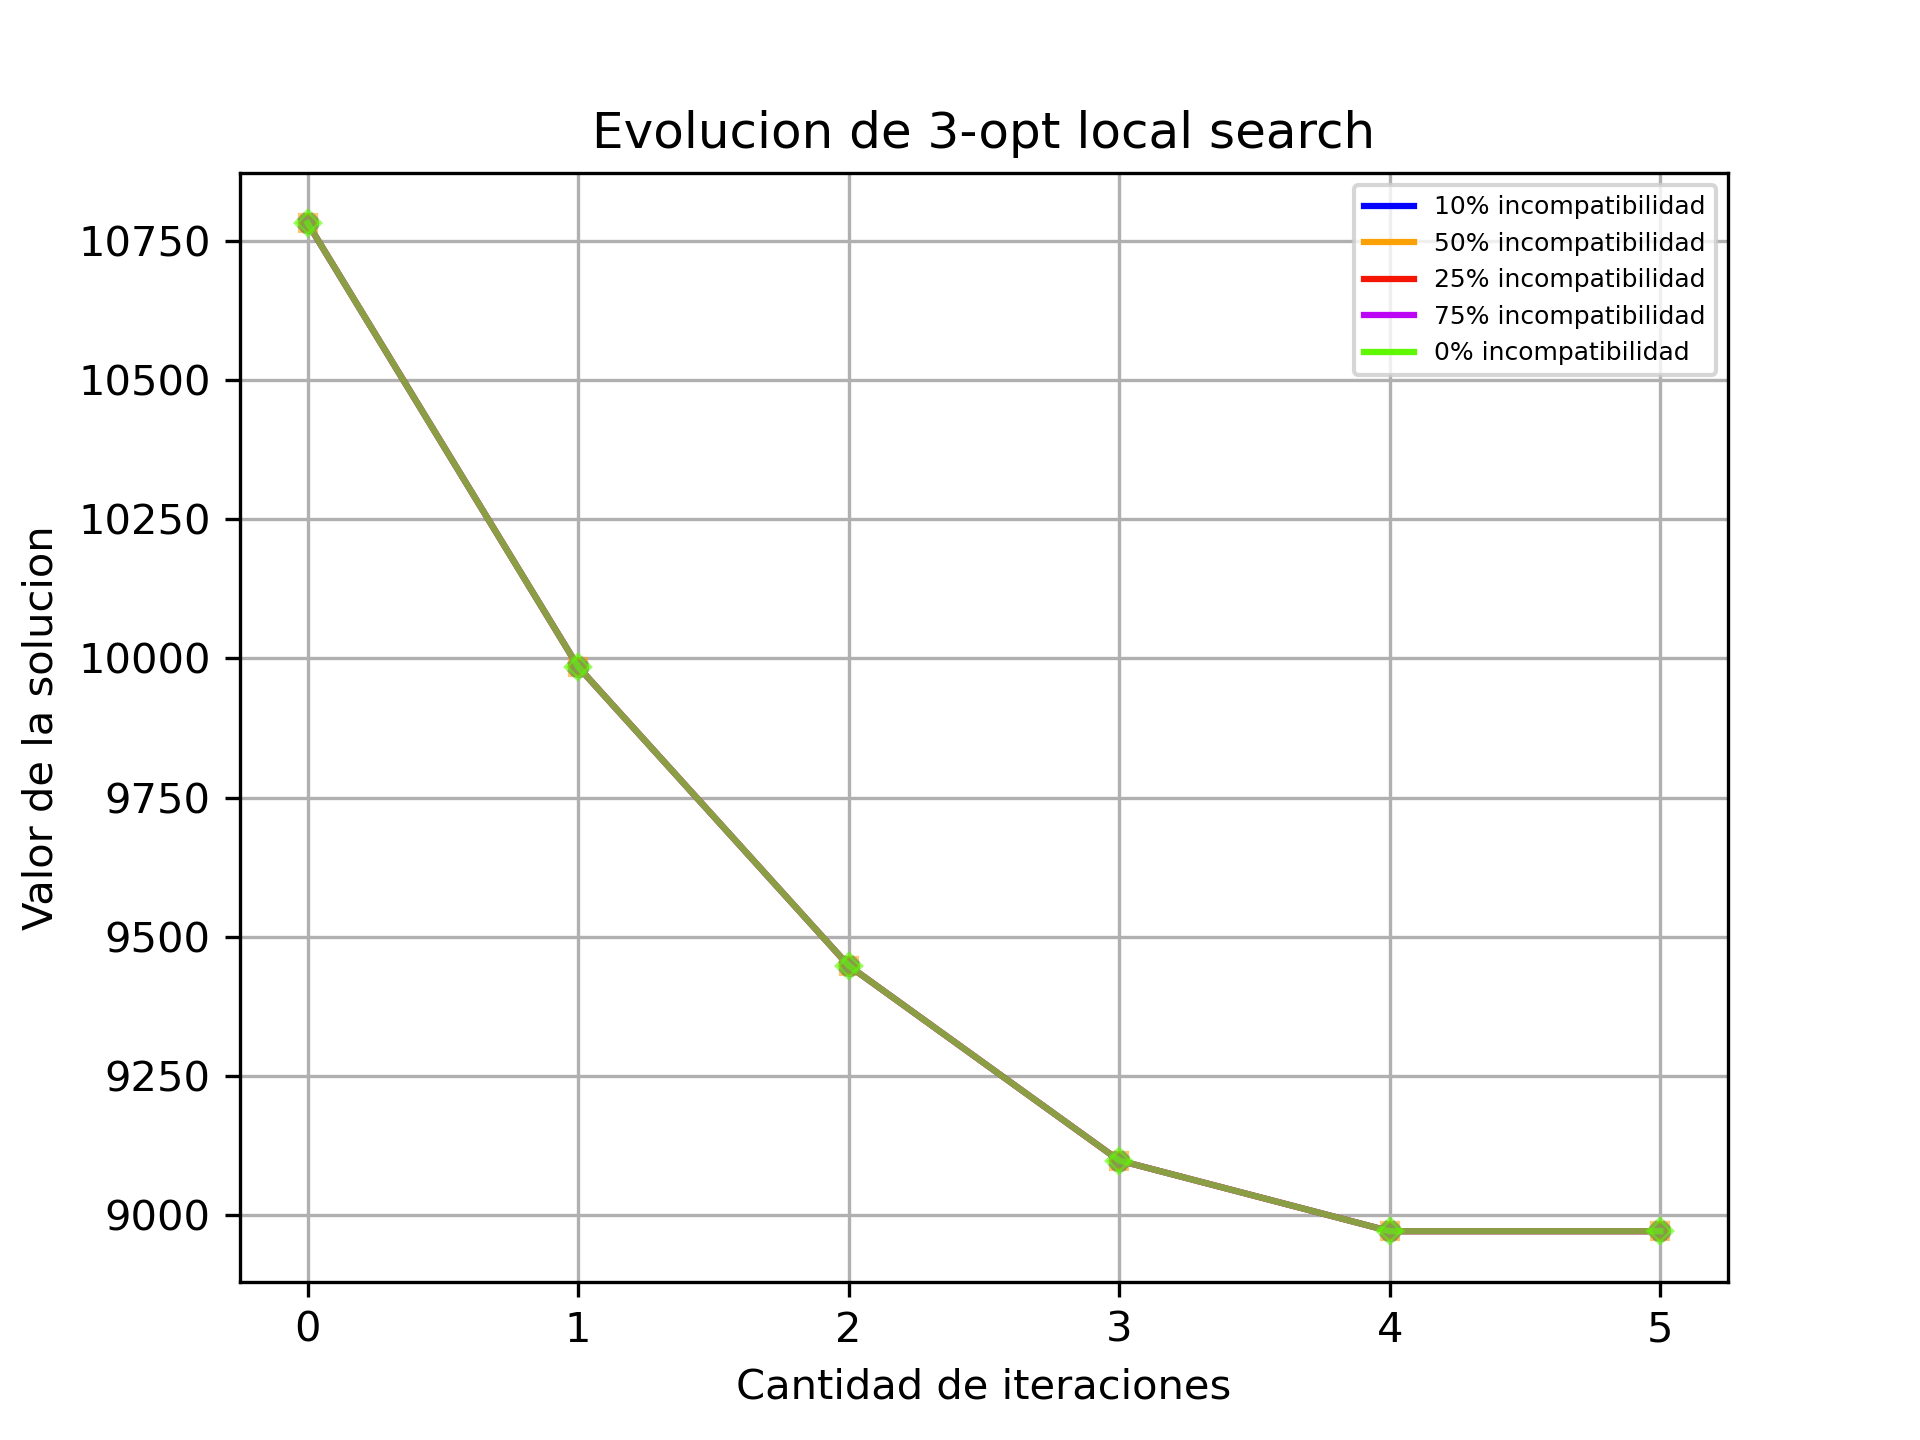 Evolucion de 3-opt local search
10% incompatibilidad
50% incompatibilidad
25% incompatibilidad
75% incompatibilidad
0% incompatibilidad
Valor de la solucion
10750
10500
10250
10000
9750
9500
9250
9000
0 1 2 3 4 5
Cantidad de iteraciones